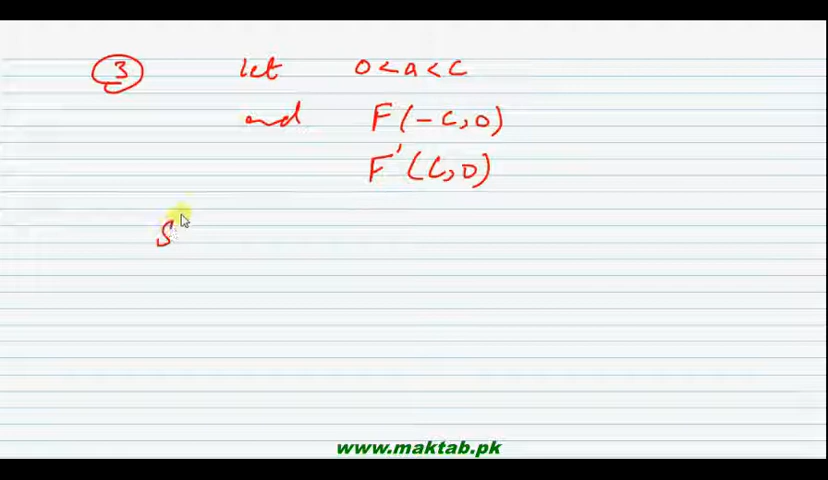 3 let 0<a<c
and F(-c,0)
F'(c,0)
S
www.maktab.pk